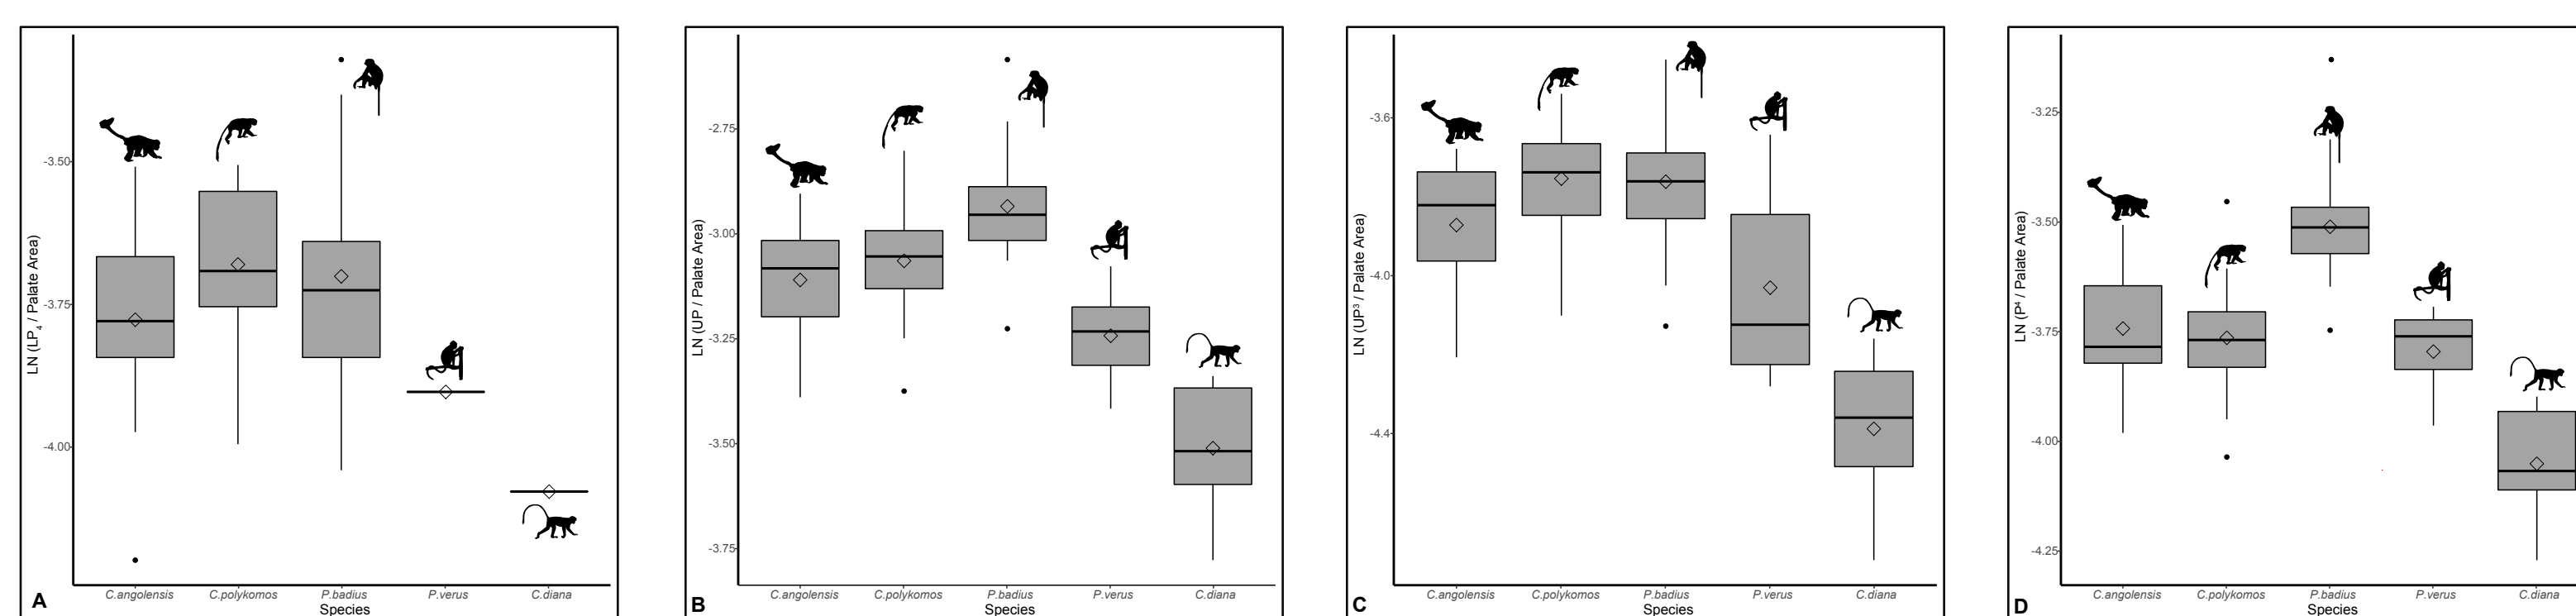 LN (LP4 / Palate Area)
-3.50
-3.75
-4.00
C.angolensis C.polykomos P.badius P.verus C.diana
Species
A
LN (UP / Palate Area)
-2.75
-3.00
-3.25
-3.50
-3.75
C.angolensis C.polykomos P.badius P.verus C.diana
Species
B
LN (UP³ / Palate Area)
-3.6
-4.0
-4.4
C.angolensis C.polykomos P.badius P.verus C.diana
Species
C
LN (P⁴ / Palate Area)
-3.25
-3.50
-3.75
-4.00
-4.25
C.angolensis C.polykomos P.badius P.verus C.diana
Species
D